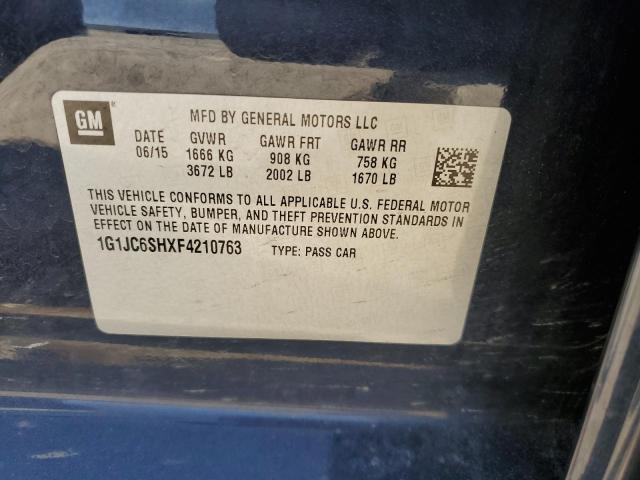 GM
MFD BY GENERAL MOTORS LLC
DATE GVWR GAWR FRT GAWR RR
06/15 1666 KG 908 KG 758 KG
3672 LB 2002 LB 1670 LB
THIS VEHICLE CONFORMS TO ALL APPLICABLE U.S. FEDERAL MOTOR
VEHICLE SAFETY, BUMPER, AND THEFT PREVENTION STANDARDS IN
EFFECT ON THE DATE OF MANUFACTURE SHOWN ABOVE.
1G1JC6SHXF4210763 TYPE: PASS CAR